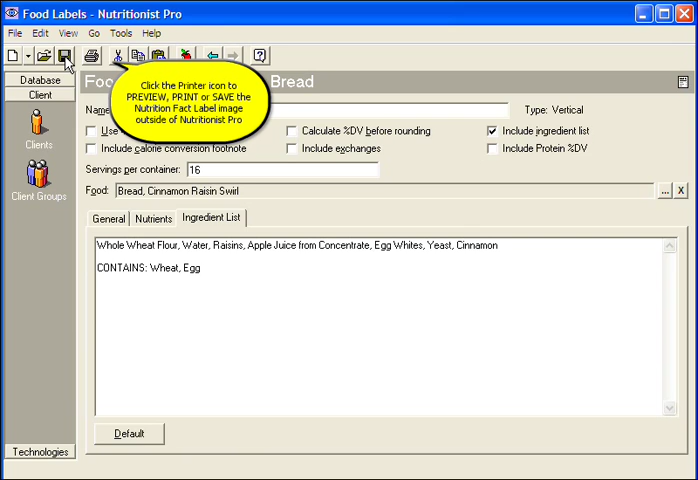 Food Labels - Nutritionist Pro
File Edit View Go Tools Help
Database
Client
Clients
Client Groups
Technologies
Click the Printer icon to
PREVIEW, PRINT or SAVE the
Nutrition Fact Label image
outside of Nutritionist Pro
Bread
Type: Vertical
Calculate %DV before rounding
Include ingredient list
Include calorie conversion footnote
Include exchanges
Include Protein %DV
Servings per container: 16
Food: Bread, Cinnamon Raisin Swirl ... X
General Nutrients Ingredient List
Whole Wheat Flour, Water, Raisins, Apple Juice from Concentrate, Egg Whites, Yeast, Cinnamon
CONTAINS: Wheat, Egg
Default